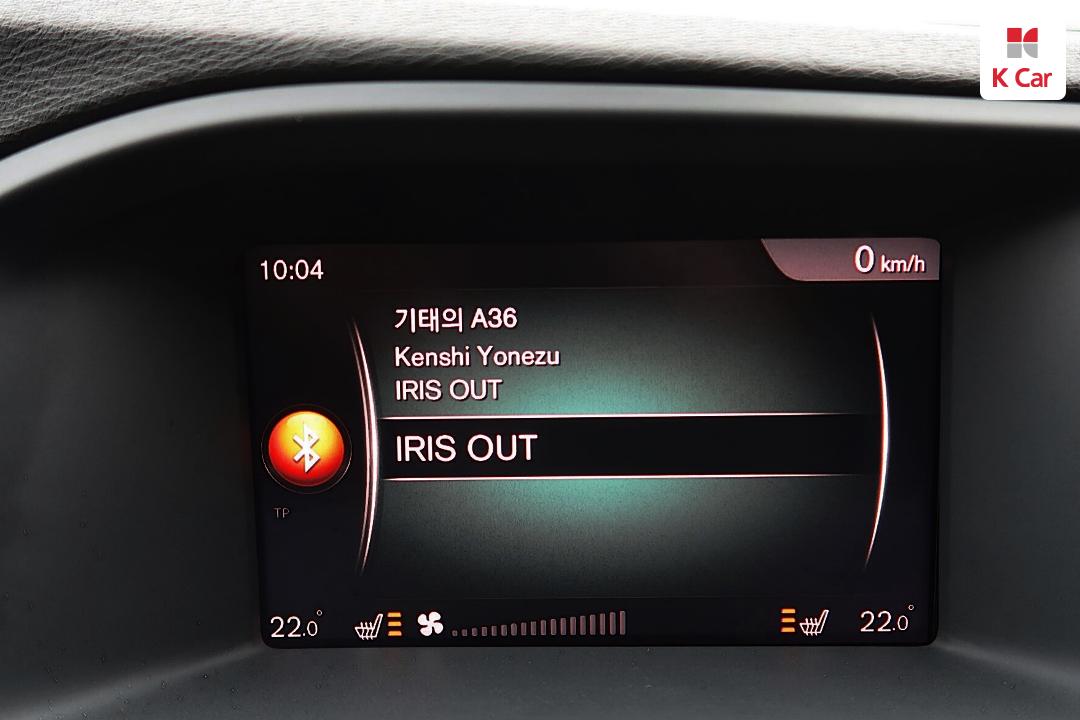 K Car
10:04
0 km/h
기태의 A36
Kenshi Yonezu
IRIS OUT
IRIS OUT
TP
22.0°
22.0°